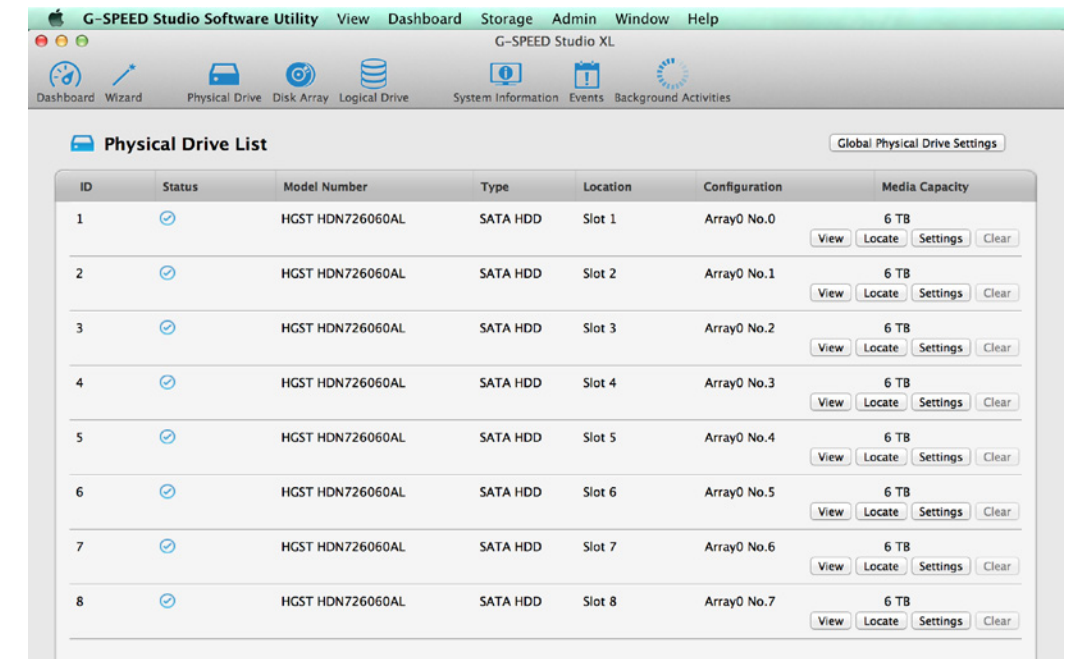 G-SPEED Studio Software Utility View Dashboard Storage Admin Window Help
G-SPEED Studio XL
Dashboard Wizard Physical Drive Disk Array Logical Drive System Information Events Background Activities
Physical Drive List Global Physical Drive Settings
ID Status Model Number Type Location Configuration Media Capacity
1 HGST HDN726060AL SATA HDD Slot 1 Array0 No.0 6 TB
View Locate Settings Clear
2 HGST HDN726060AL SATA HDD Slot 2 Array0 No.1 6 TB
View Locate Settings Clear
3 HGST HDN726060AL SATA HDD Slot 3 Array0 No.2 6 TB
View Locate Settings Clear
4 HGST HDN726060AL SATA HDD Slot 4 Array0 No.3 6 TB
View Locate Settings Clear
5 HGST HDN726060AL SATA HDD Slot 5 Array0 No.4 6 TB
View Locate Settings Clear
6 HGST HDN726060AL SATA HDD Slot 6 Array0 No.5 6 TB
View Locate Settings Clear
7 HGST HDN726060AL SATA HDD Slot 7 Array0 No.6 6 TB
View Locate Settings Clear
8 HGST HDN726060AL SATA HDD Slot 8 Array0 No.7 6 TB
View Locate Settings Clear